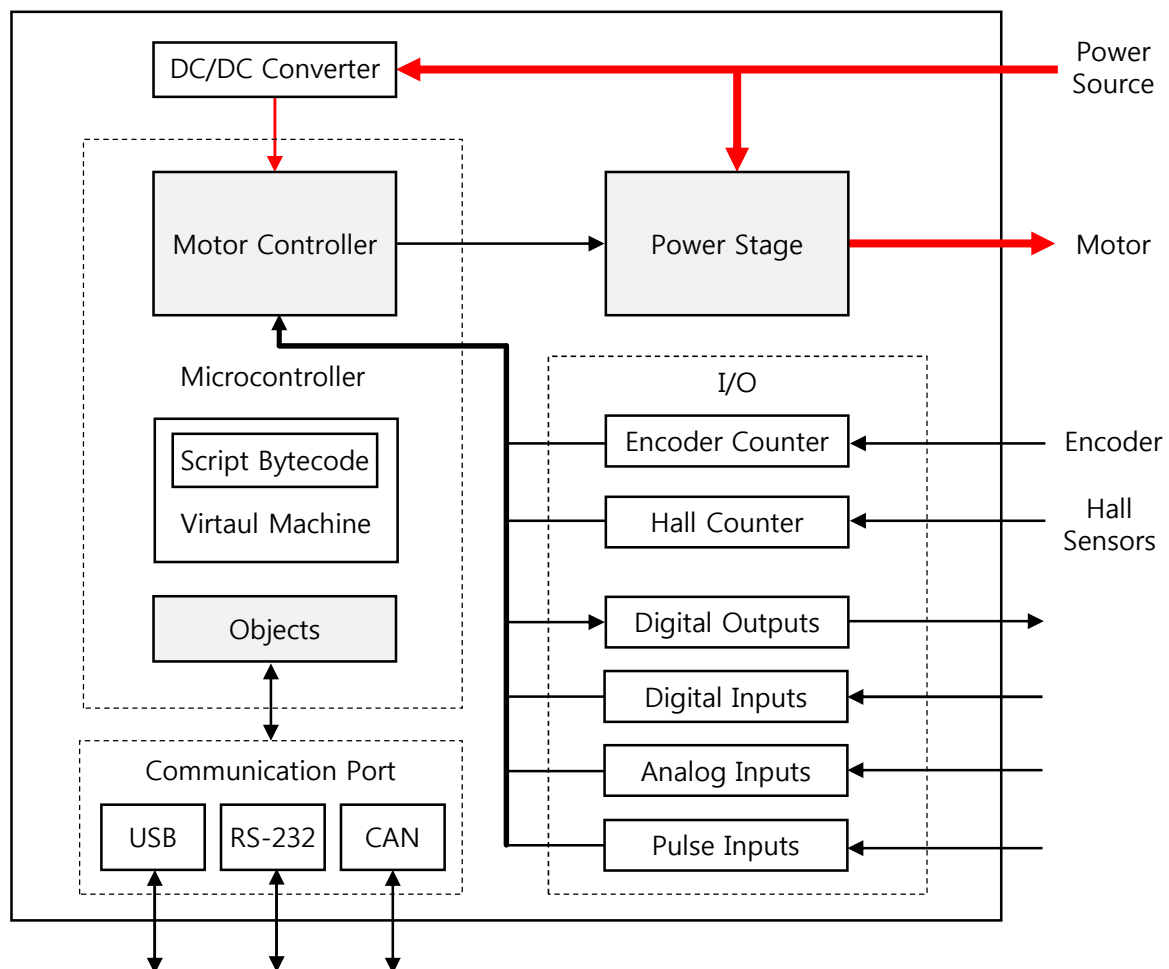 DC/DC Converter
Power
Source
Motor Controller
Power Stage
Motor
Microcontroller
I/O
Script Bytecode
Virtaul Machine
Encoder Counter
Encoder
Hall Counter
Hall
Sensors
Objects
Digital Outputs
Digital Inputs
Communication Port
Analog Inputs
USB
RS-232
CAN
Pulse Inputs